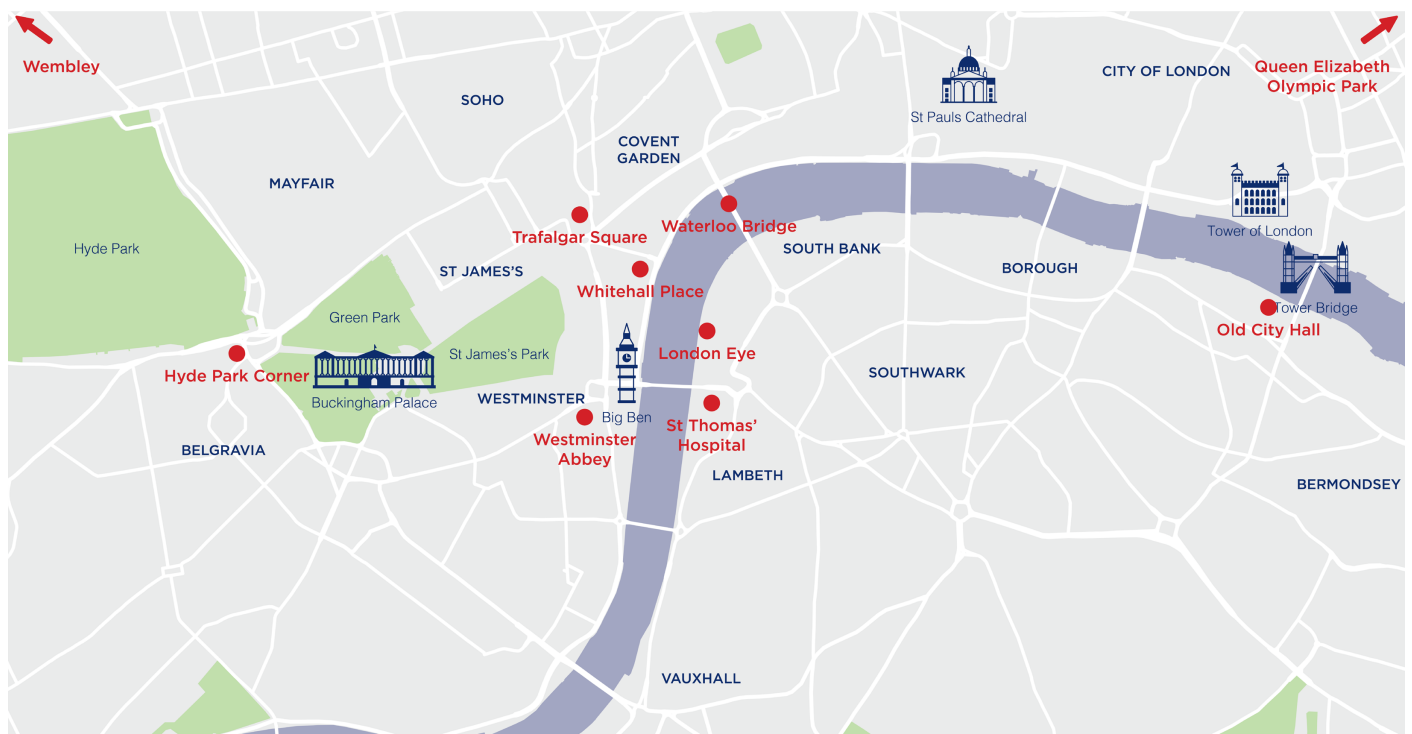 Wembley
CITY OF LONDON
Queen Elizabeth
Olympic Park
SOHO
St Pauls Cathedral
COVENT
GARDEN
MAYFAIR
Trafalgar Square
Waterloo Bridge
Tower of London
Hyde Park
SOUTH BANK
ST JAMES'S
BOROUGH
Whitehall Place
Tower Bridge
Green Park
Old City Hall
St James's Park
London Eye
Hyde Park Corner
SOUTHWARK
Buckingham Palace
WESTMINSTER
Big Ben
St Thomas'
Hospital
Westminster
Abbey
BELGRAVIA
LAMBETH
BERMONDSEY
VAUXHALL